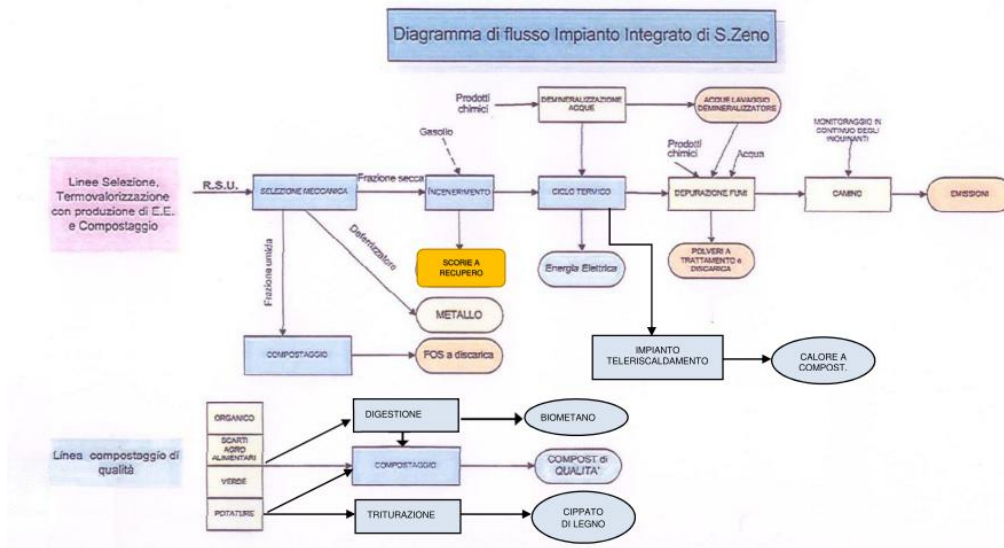 Diagramma di flusso Impianto Integrato di S.Zeno
Prodotti
chimici
DEMINERALIZZAZIONE
ACQUE
ACQUE LAVAGGIO
DEMINERALIZZATORE
MONITORAGGIO IN
CONTINUO DEGLI
INQUINANTI
Gasolio
Prodotti
chimici
Acqua
Linee Selezione,
Termovalorizzazione
con produzione di E.E.
e Compostaggio
R.S.U.
SELEZIONE MECCANICA
Frazione secca
INCENERIMENTO
CICLO TERMICO
DEPURAZIONE FUMI
CAMINO
EMISSIONI
Frazione umida
Deferrizzatore
SCORIE A
RECUPERO
Energia Elettrica
POLVERI A
TRATTAMENTO e
DISCARICA
METALLO
COMPOSTAGGIO
FOS a discarica
IMPIANTO
TELERISCALDAMENTO
CALORE A
COMPOST.
Linea compostaggio di
qualità
ORGANICO
SCARTI
AGRO
ALIMENTARI
VERDE
POTATURE
DIGESTIONE
BIOMETANO
COMPOSTAGGIO
COMPOST di
QUALITA'
TRITURAZIONE
CIPPATO
DI LEGNO